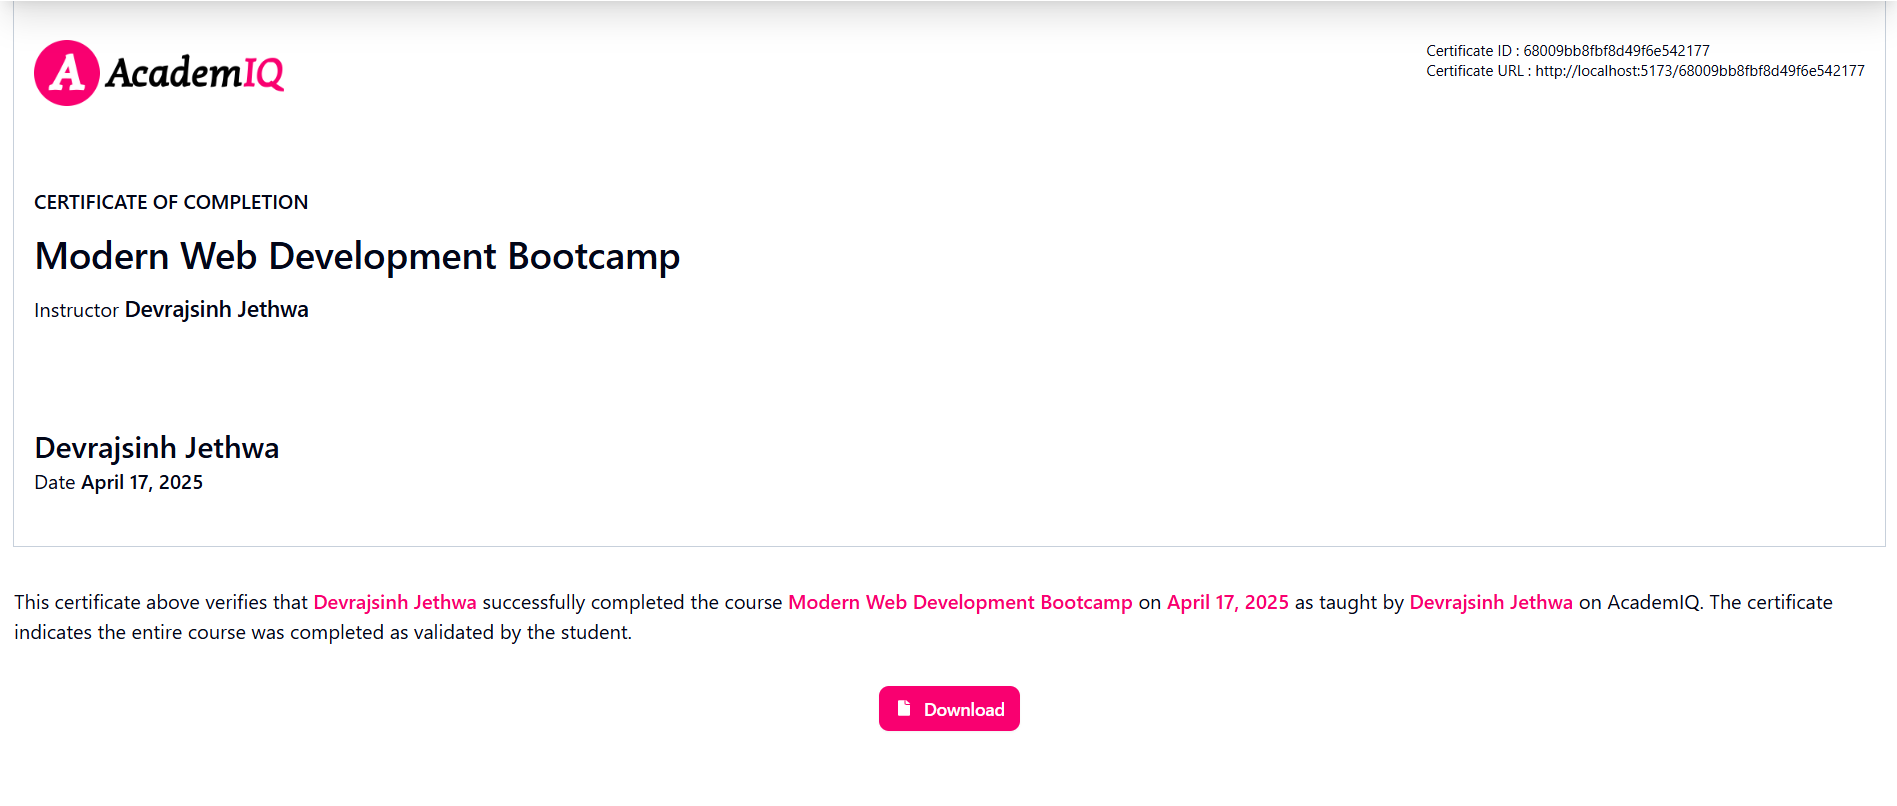 A AcademIQ
Certificate ID : 68009bb8fbf8d49f6e542177
Certificate URL : http://localhost:5173/68009bb8fbf8d49f6e542177
CERTIFICATE OF COMPLETION
Modern Web Development Bootcamp
Instructor Devrajsinh Jethwa
Devrajsinh Jethwa
Date April 17, 2025
This certificate above verifies that Devrajsinh Jethwa successfully completed the course Modern Web Development Bootcamp on April 17, 2025 as taught by Devrajsinh Jethwa on AcademIQ. The certificate
indicates the entire course was completed as validated by the student.
Download